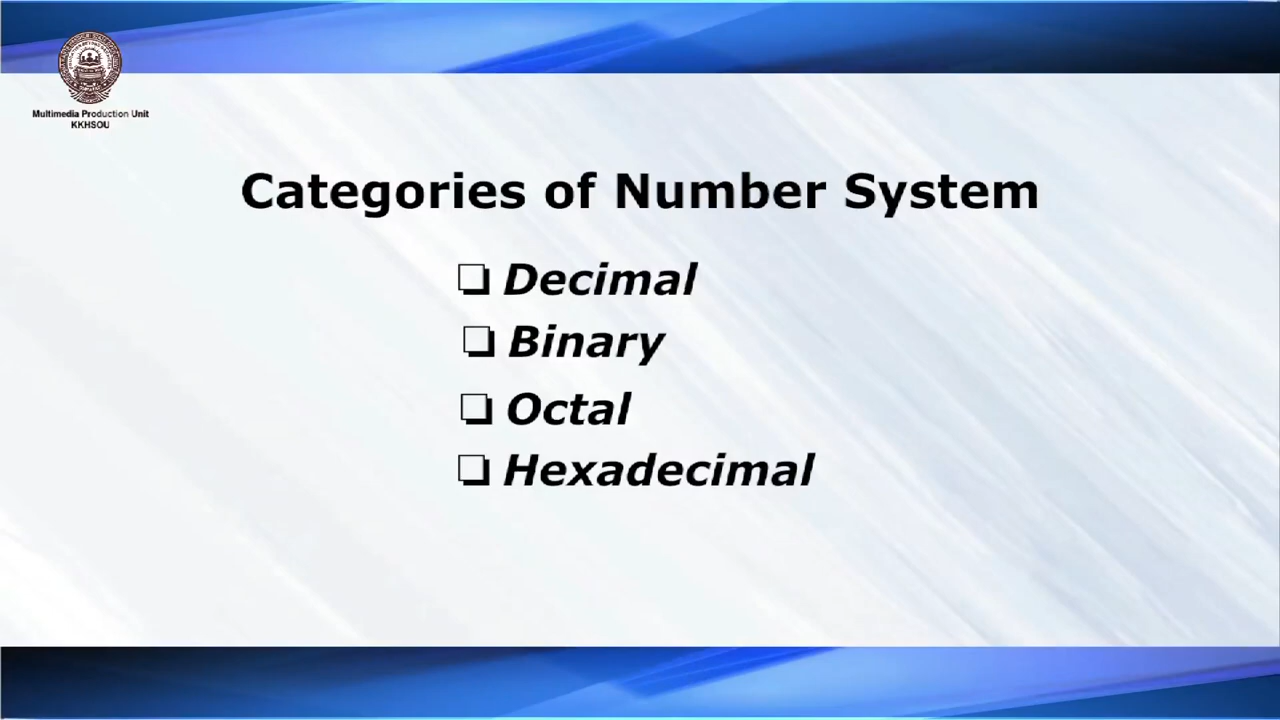 Multimedia Production Unit
KKHSOU
Categories of Number System
❏ Decimal
❏ Binary
❏ Octal
❏ Hexadecimal